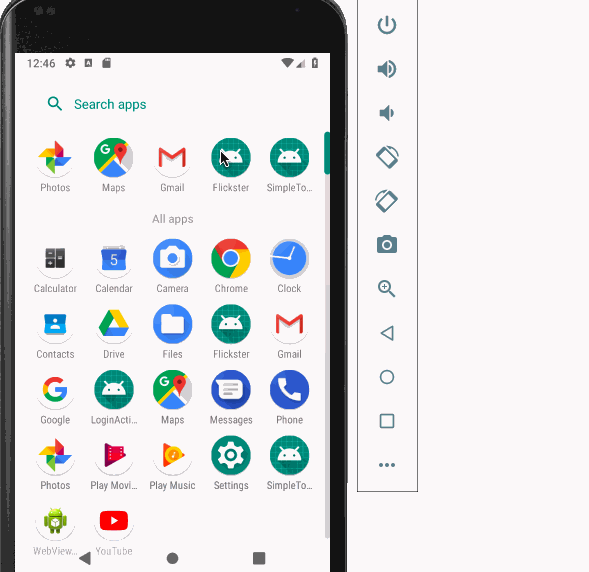 12:46
Search apps
Photos Maps Gmail Flickster SimpleTo...
All apps
Calculator Calendar Camera Chrome Clock
Contacts Drive Files Flickster Gmail
Google LoginActi... Maps Messages Phone
Photos Play Movi... Play Music Settings SimpleTo...
WebView... YouTube